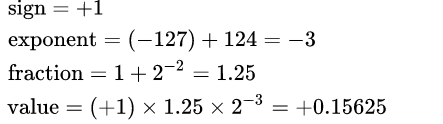 sign = +1
exponent = (−127) + 124 = −3
fraction = 1 + 2⁻² = 1.25
value = (+1) × 1.25 × 2⁻³ = +0.15625